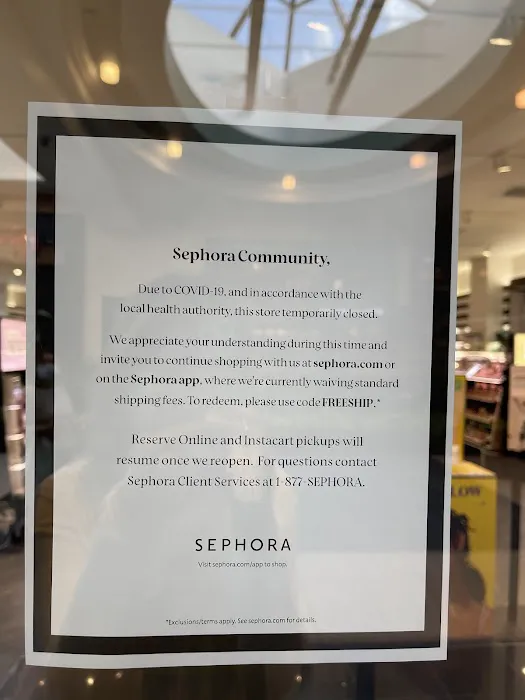 Sephora Community,
Due to COVID-19, and in accordance with the
local health authority, this store temporarily closed.
We appreciate your understanding during this time and
invite you to continue shopping with us at sephora.com or
on the Sephora app, where we're currently waiving standard
shipping fees. To redeem, please use code FREESHIP.*
Reserve Online and Instacart pickups will
resume once we reopen. For questions contact
Sephora Client Services at 1-877-SEPHORA.
SEPHORA
Visit sephora.com/app to shop.
*Exclusions/terms apply. See sephora.com for details.